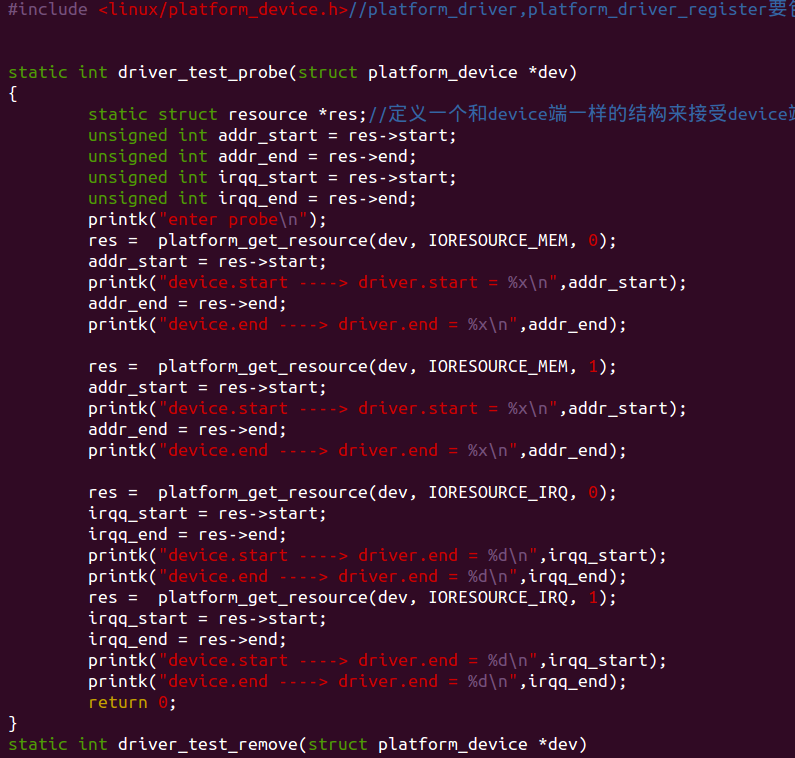 #include <linux/platform_device.h>//platform_driver,platform_driver_register要
static int driver_test_probe(struct platform_device *dev)
{
static struct resource *res;//定义一个和device端一样的结构来接受device
unsigned int addr_start = res->start;
unsigned int addr_end = res->end;
unsigned int irqq_start = res->start;
unsigned int irqq_end = res->end;
printk("enter probe\n");
res =  platform_get_resource(dev, IORESOURCE_MEM, 0);
addr_start = res->start;
printk("device.start ----> driver.start = %x\n",addr_start);
addr_end = res->end;
printk("device.end ----> driver.end = %x\n",addr_end);
res =  platform_get_resource(dev, IORESOURCE_MEM, 1);
addr_start = res->start;
printk("device.start ----> driver.start = %x\n",addr_start);
addr_end = res->end;
printk("device.end ----> driver.end = %x\n",addr_end);
res =  platform_get_resource(dev, IORESOURCE_IRQ, 0);
irqq_start = res->start;
irqq_end = res->end;
printk("device.start ----> driver.end = %d\n",irqq_start);
printk("device.end ----> driver.end = %d\n",irqq_end);
res =  platform_get_resource(dev, IORESOURCE_IRQ, 1);
irqq_start = res->start;
irqq_end = res->end;
printk("device.start ----> driver.end = %d\n",irqq_start);
printk("device.end ----> driver.end = %d\n",irqq_end);
return 0;
}
static int driver_test_remove(struct platform_device *dev)